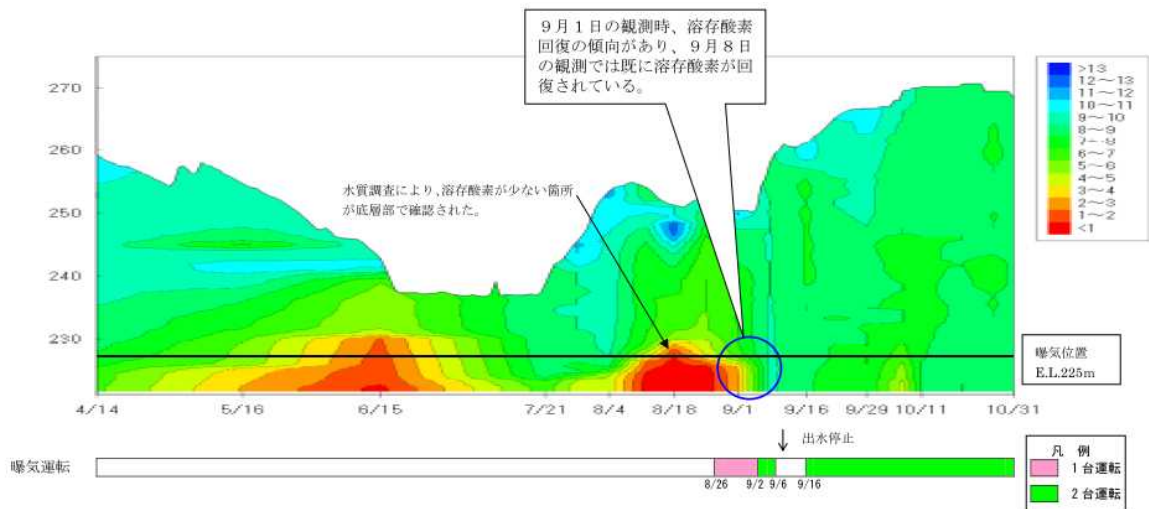 ９月１日の観測時、溶存酸素
回復の傾向があり、９月８日
の観測では既に溶存酸素が回
復されている。
水質調査により、溶存酸素が少ない箇所
が底層部で確認された。
270
260
250
240
230
>13
12～13
11～12
10～11
9～10
8～9
7～8
6～7
5～6
4～5
3～4
2～3
1～2
<1
曝気位置
E.L.225m
4/14 5/16 6/15 7/21 8/4 8/18 9/1 9/16 9/29 10/11 10/31
出水停止
曝気運転
8/26 9/2 9/6 9/16
凡 例
１台運転
２台運転